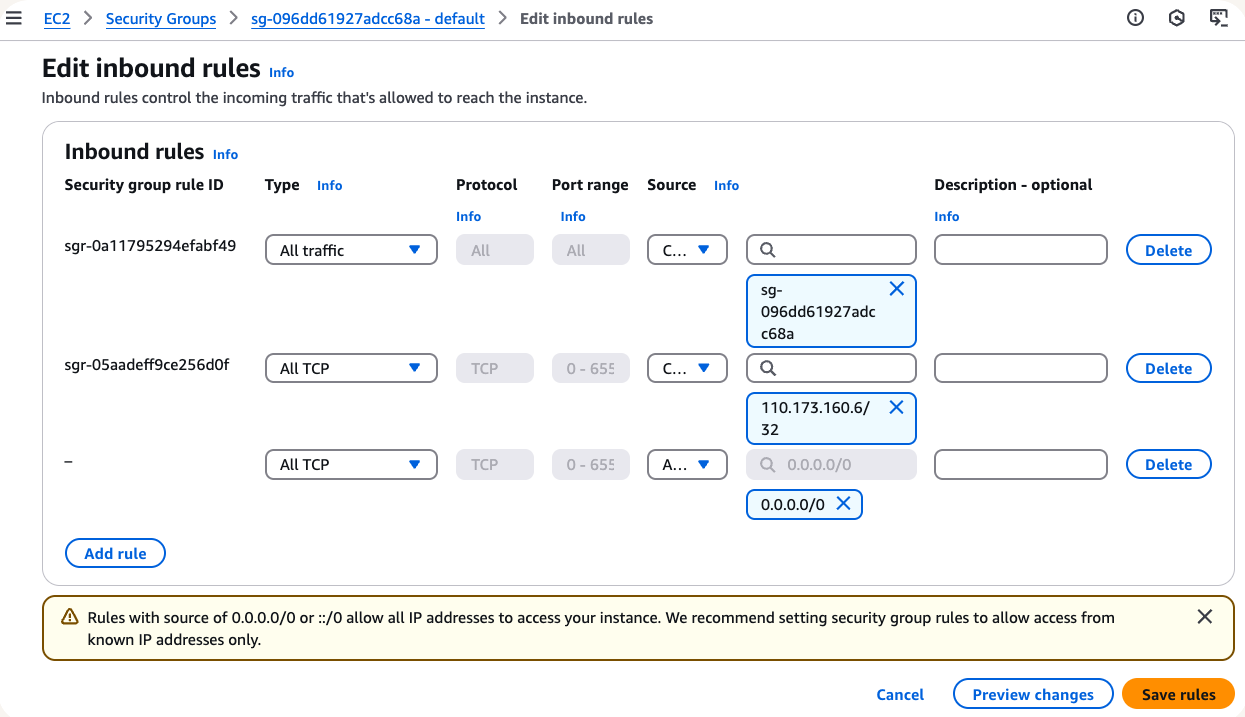 EC2 > Security Groups > sg-096dd61927adcc68a - default > Edit inbound rules
Edit inbound rules Info
Inbound rules control the incoming traffic that's allowed to reach the instance.
Inbound rules Info
Security group rule ID Type Info Protocol Port range Source Info Description - optional
Info Info Info
sgr-0a11795294efabf49 All traffic All All C... Delete
sg-
096dd61927adc
c68a
sgr-05aadeff9ce256d0f All TCP TCP 0 - 655 C... Delete
110.173.160.6/
32
– All TCP TCP 0 - 655 A... 0.0.0.0/0 Delete
0.0.0.0/0
Add rule
Rules with source of 0.0.0.0/0 or ::/0 allow all IP addresses to access your instance. We recommend setting security group rules to allow access from
known IP addresses only.
Cancel Preview changes Save rules